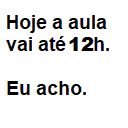 Hoje a aula
vai até 12h.
Eu acho.